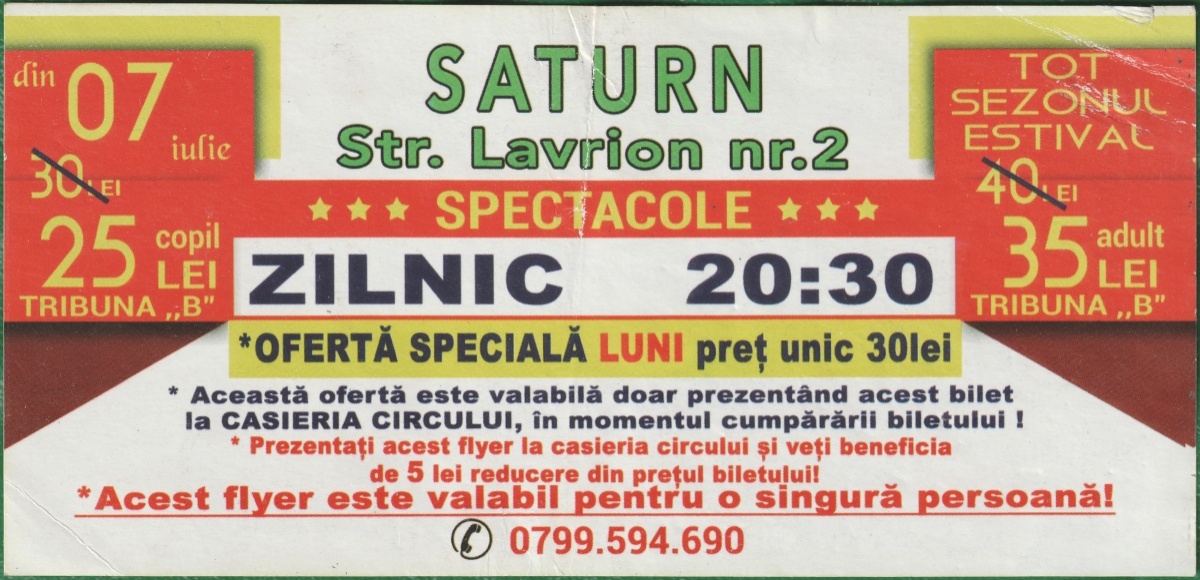 din 07 iulie
30 LEI
25 copil LEI
TRIBUNA ,,B"
SATURN
Str. Lavrion nr.2
SPECTACOLE
ZILNIC 20:30
TOT
SEZONUL
ESTIVAL
40 LEI
35 adult LEI
TRIBUNA ,,B"
*OFERTĂ SPECIALĂ LUNI preț unic 30lei
* Această ofertă este valabilă doar prezentând acest bilet
la CASIERIA CIRCULUI, în momentul cumpărării biletului !
* Prezentați acest flyer la casieria circului și veți beneficia
de 5 lei reducere din prețul biletului!
*Acest flyer este valabil pentru o singură persoană!
0799.594.690